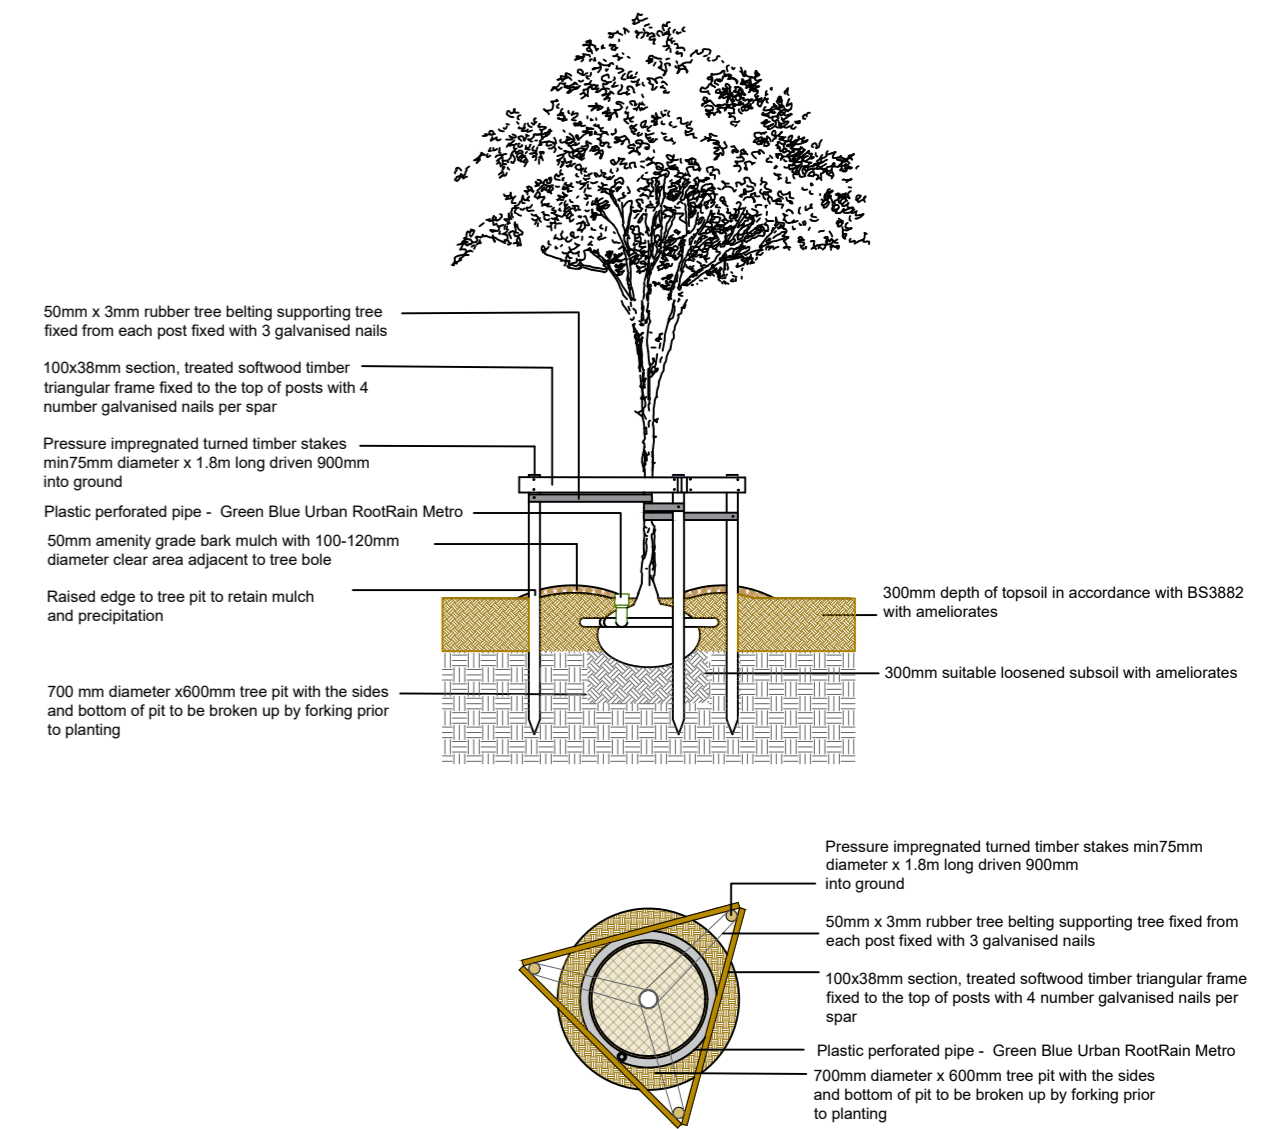 50mm x 3mm rubber tree belting supporting tree
fixed from each post fixed with 3 galvanised nails
100x38mm section, treated softwood timber
triangular frame fixed to the top of posts with 4
number galvanised nails per spar
Pressure impregnated turned timber stakes
min75mm diameter x 1.8m long driven 900mm
into ground
Plastic perforated pipe - Green Blue Urban RootRain Metro
50mm amenity grade bark mulch with 100-120mm
diameter clear area adjacent to tree bole
Raised edge to tree pit to retain mulch
and precipitation
700 mm diameter x600mm tree pit with the sides
and bottom of pit to be broken up by forking prior
to planting
300mm depth of topsoil in accordance with BS3882
with ameliorates
300mm suitable loosened subsoil with ameliorates
Pressure impregnated turned timber stakes min75mm
diameter x 1.8m long driven 900mm
into ground
50mm x 3mm rubber tree belting supporting tree fixed from
each post fixed with 3 galvanised nails
100x38mm section, treated softwood timber triangular frame
fixed to the top of posts with 4 number galvanised nails per
spar
Plastic perforated pipe - Green Blue Urban RootRain Metro
700mm diameter x 600mm tree pit with the sides
and bottom of pit to be broken up by forking prior
to planting